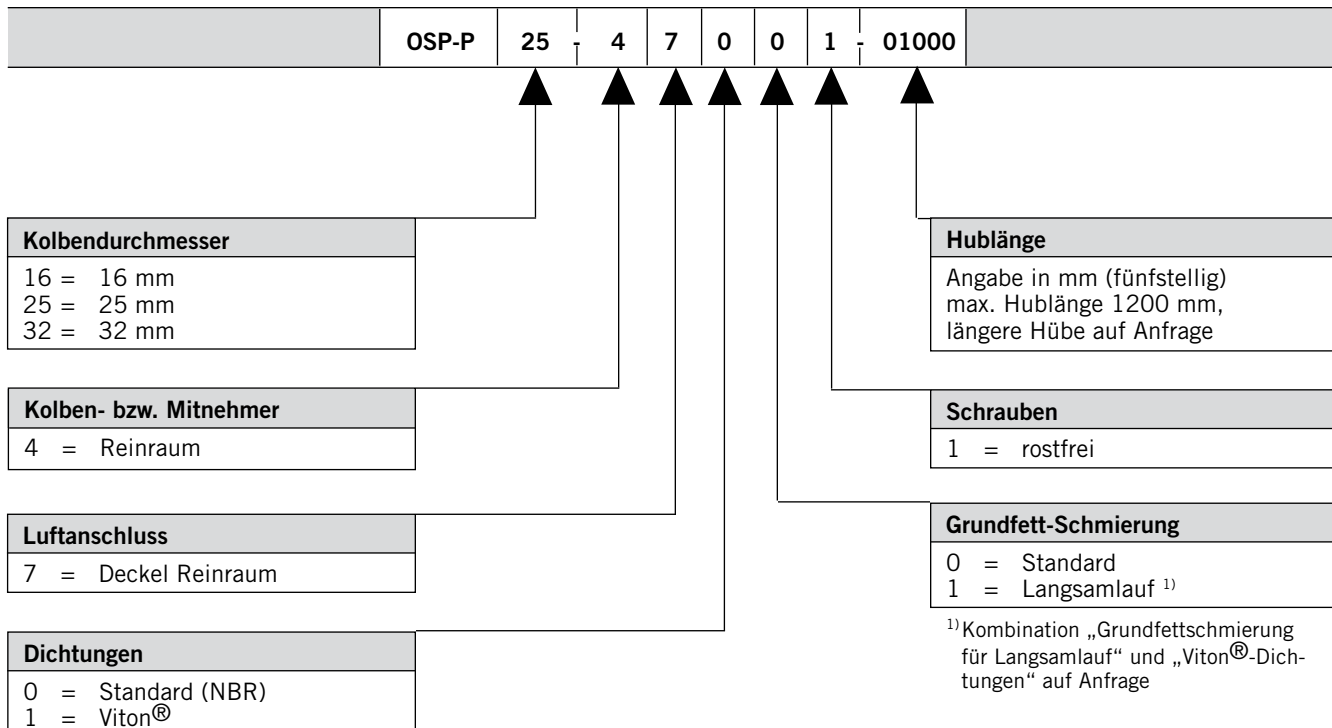 OSP-P 25 - 4 7 0 0 1 - 01000
Kolbendurchmesser
16 = 16 mm
25 = 25 mm
32 = 32 mm
Kolben- bzw. Mitnehmer
4 = Reinraum
Luftanschluss
7 = Deckel Reinraum
Dichtungen
0 = Standard (NBR)
1 = Viton®
Hublänge
Angabe in mm (fünfstellig)
max. Hublänge 1200 mm,
längere Hübe auf Anfrage
Schrauben
1 = rostfrei
Grundfett-Schmierung
0 = Standard
1 = Langsamlauf 1)
1) Kombination „Grundfettschmierung
für Langsamlauf“ und „Viton®-Dich-
tungen“ auf Anfrage